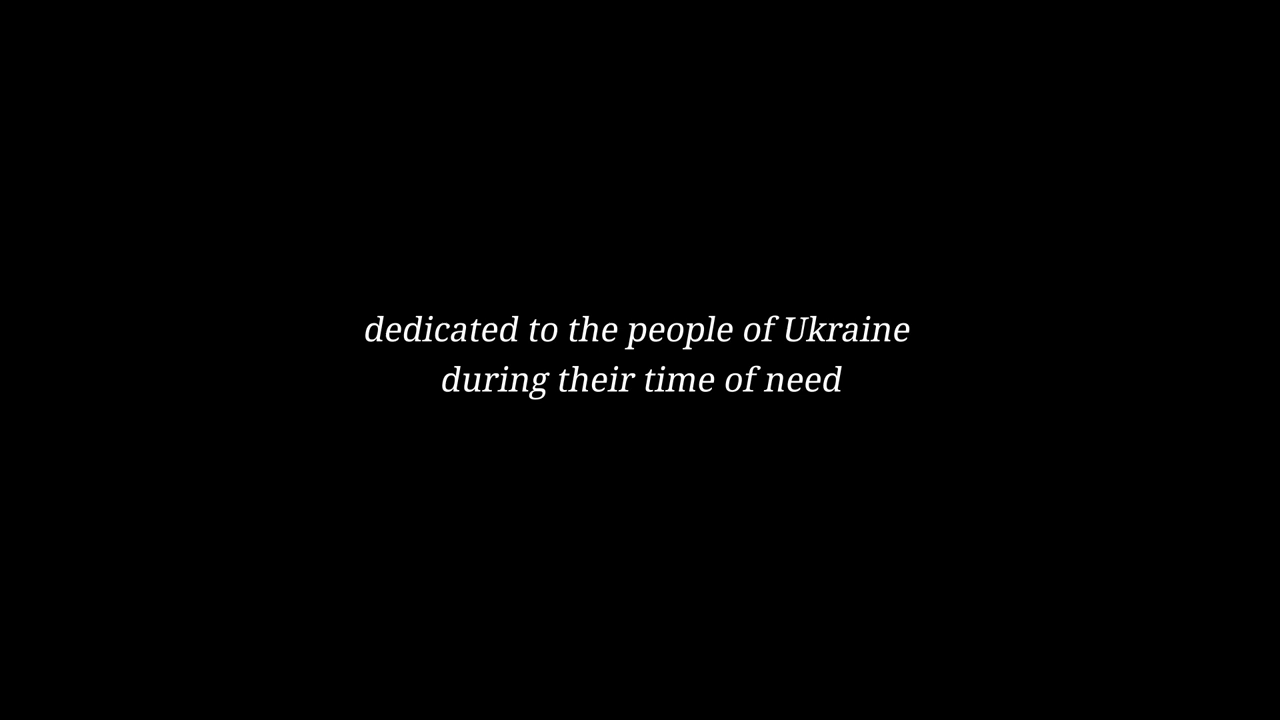 dedicated to the people of Ukraine
during their time of need